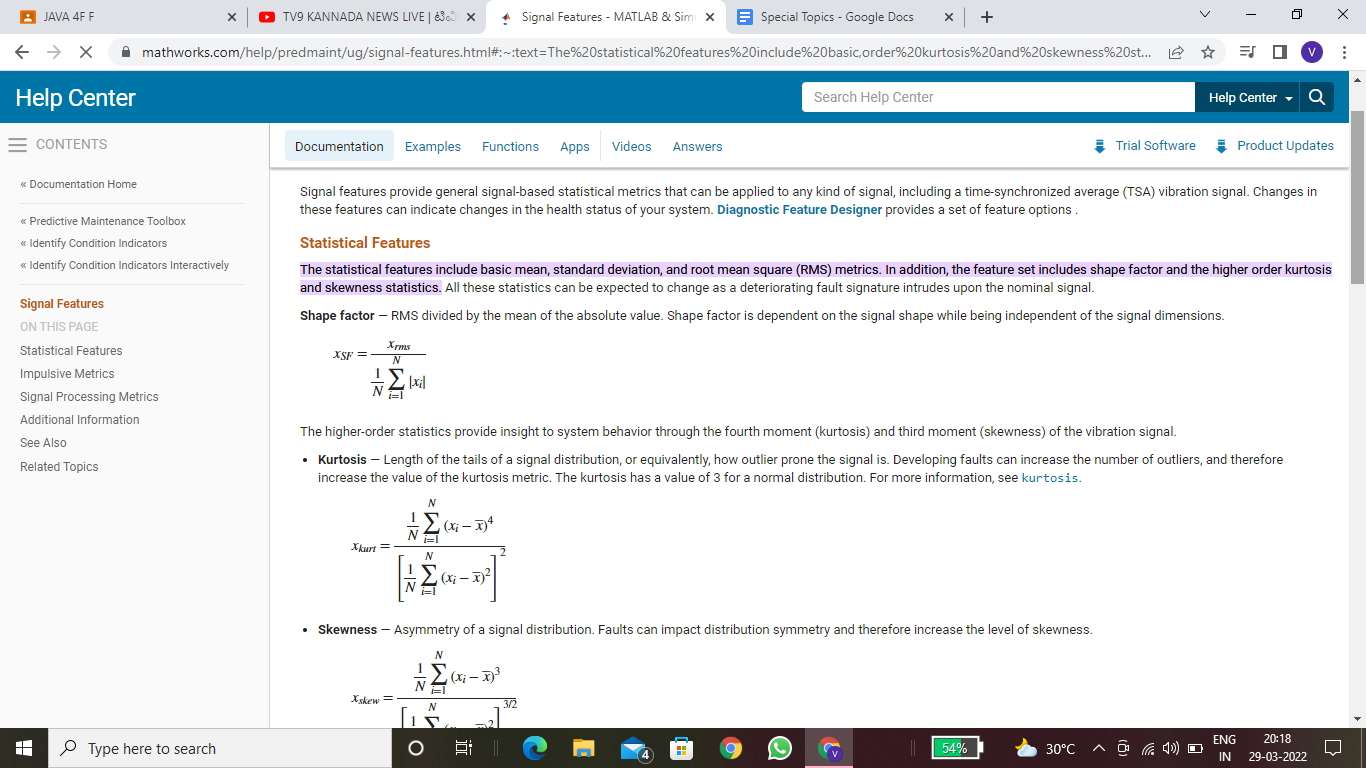 JAVA 4F F
TV9 KANNADA NEWS LIVE |
Signal Features - MATLAB & Sim
Special Topics - Google Docs
mathworks.com/help/predmaint/ug/signal-features.html#:~:text=The%20statistical%20features%20include%20basic,order%20kurtosis%20and%20skewness%20st...
V
Help Center
Search Help Center
Help Center
CONTENTS
Documentation Examples Functions Apps Videos Answers Trial Software Product Updates
« Documentation Home
« Predictive Maintenance Toolbox
« Identify Condition Indicators
« Identify Condition Indicators Interactively
Signal Features
ON THIS PAGE
Statistical Features
Impulsive Metrics
Signal Processing Metrics
Additional Information
See Also
Related Topics
Signal features provide general signal-based statistical metrics that can be applied to any kind of signal, including a time-synchronized average (TSA) vibration signal. Changes in
these features can indicate changes in the health status of your system. Diagnostic Feature Designer provides a set of feature options .
Statistical Features
The statistical features include basic mean, standard deviation, and root mean square (RMS) metrics. In addition, the feature set includes shape factor and the higher order kurtosis
and skewness statistics. All these statistics can be expected to change as a deteriorating fault signature intrudes upon the nominal signal.
Shape factor — RMS divided by the mean of the absolute value. Shape factor is dependent on the signal shape while being independent of the signal dimensions.
x_SF = x_rms / (1/N ∑_{i=1}^{N} |x_i|)
The higher-order statistics provide insight to system behavior through the fourth moment (kurtosis) and third moment (skewness) of the vibration signal.
• Kurtosis — Length of the tails of a signal distribution, or equivalently, how outlier prone the signal is. Developing faults can increase the number of outliers, and therefore
increase the value of the kurtosis metric. The kurtosis has a value of 3 for a normal distribution. For more information, see kurtosis.
x_kurt = (1/N ∑_{i=1}^{N} (x_i − x̅)^4) / [1/N ∑_{i=1}^{N} (x_i − x̅)^2]^2
• Skewness — Asymmetry of a signal distribution. Faults can impact distribution symmetry and therefore increase the level of skewness.
x_skew = (1/N ∑_{i=1}^{N} (x_i − x̅)^3) / [1 ∑^{N} x̅)^2]^{3/2}
Type here to search
4
V
54%
30°C
ENG
IN
20:18
29-03-2022